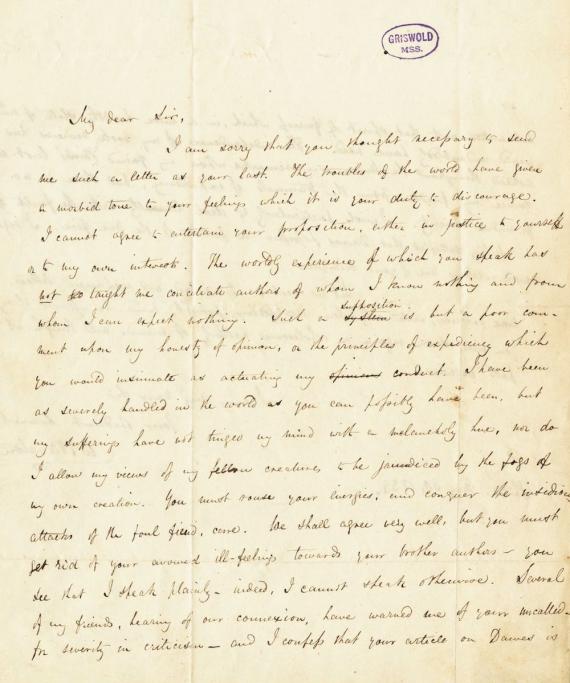 GRISWOLD
MSS.
My dear Sir,
I am sorry that you thought necessary to send
me such a letter as your last. The troubles of the world have given
a morbid tone to your feelings which it is your duty to discourage.
I cannot agree to entertain your proposition, either in justice to yourself
or to my own interests. The worldly experience of which you speak has
not taught me conciliate authors of whom I know nothing and from
whom I can expect nothing. Such a supposition is but a poor com-
ment upon my honesty of opinion, or the principles of expediency which
you would insinuate as actuating my conduct. I have been
as severely handled in the world as you can possibly have been, but
my sufferings have not tinged my mind with a melancholy hue, nor do
I allow my views of my fellow creatures to be jaundiced by the fogs of
my own creation. You must rouse your energies, and conquer the insidious
attacks of the foul fiend, care. We shall agree very well, but you must
get rid of your avowed ill-feelings towards your brother authors — you
see that I speak plainly — indeed, I cannot speak otherwise. Several
of my friends, hearing of our connexion, have warned me of your uncalled-
for severity in criticism — and I confess that your article on Dawes is